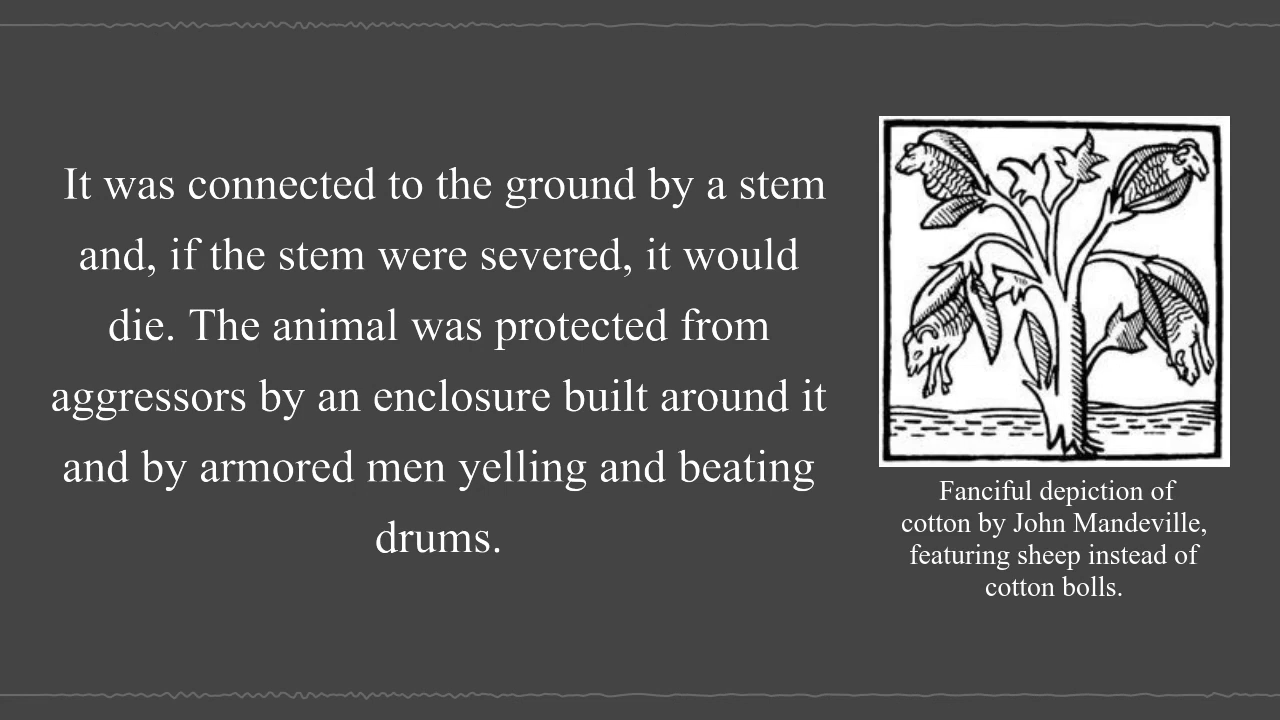 It was connected to the ground by a stem
and, if the stem were severed, it would
die. The animal was protected from
aggressors by an enclosure built around it
and by armored men yelling and beating
drums.
Fanciful depiction of
cotton by John Mandeville,
featuring sheep instead of
cotton bolls.